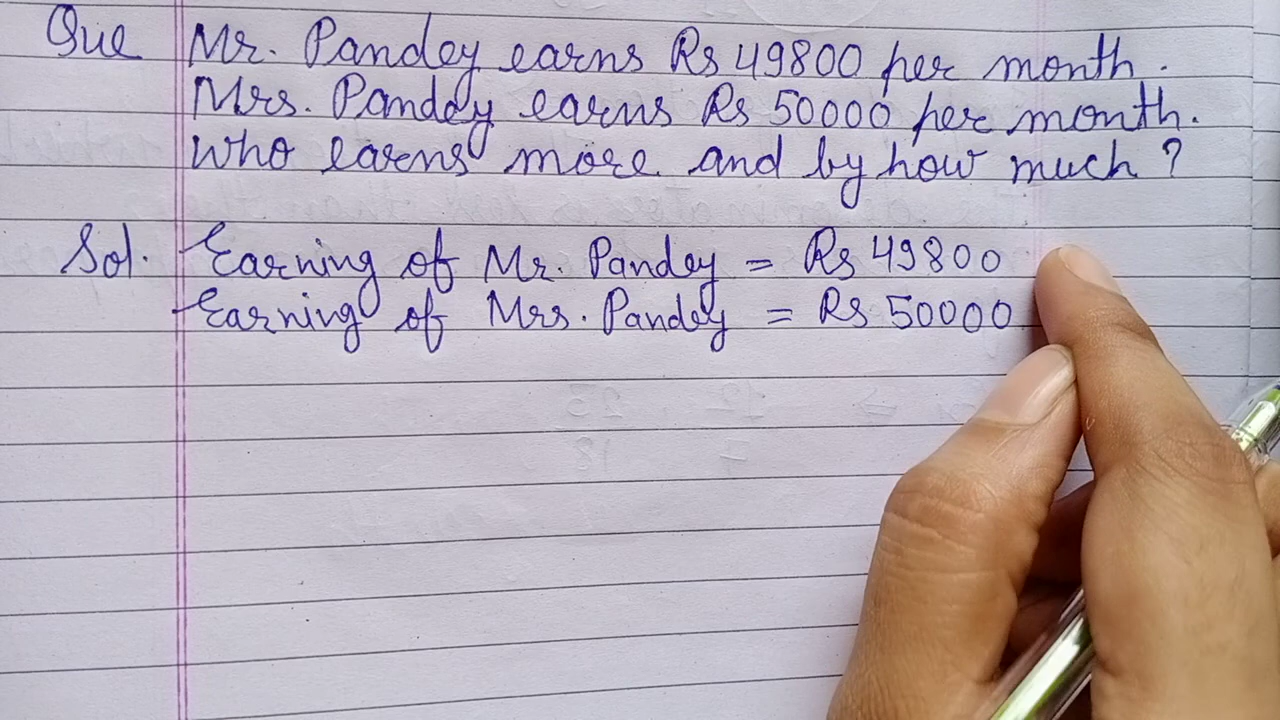 Que Mr. Pandey earns Rs 49800 per month.
Mrs. Pandey earns Rs 50000 per month.
Who earns more and by how much ?
Sol. Earning of Mr. Pandey = Rs 49800
Earning of Mrs. Pandey = Rs 50000